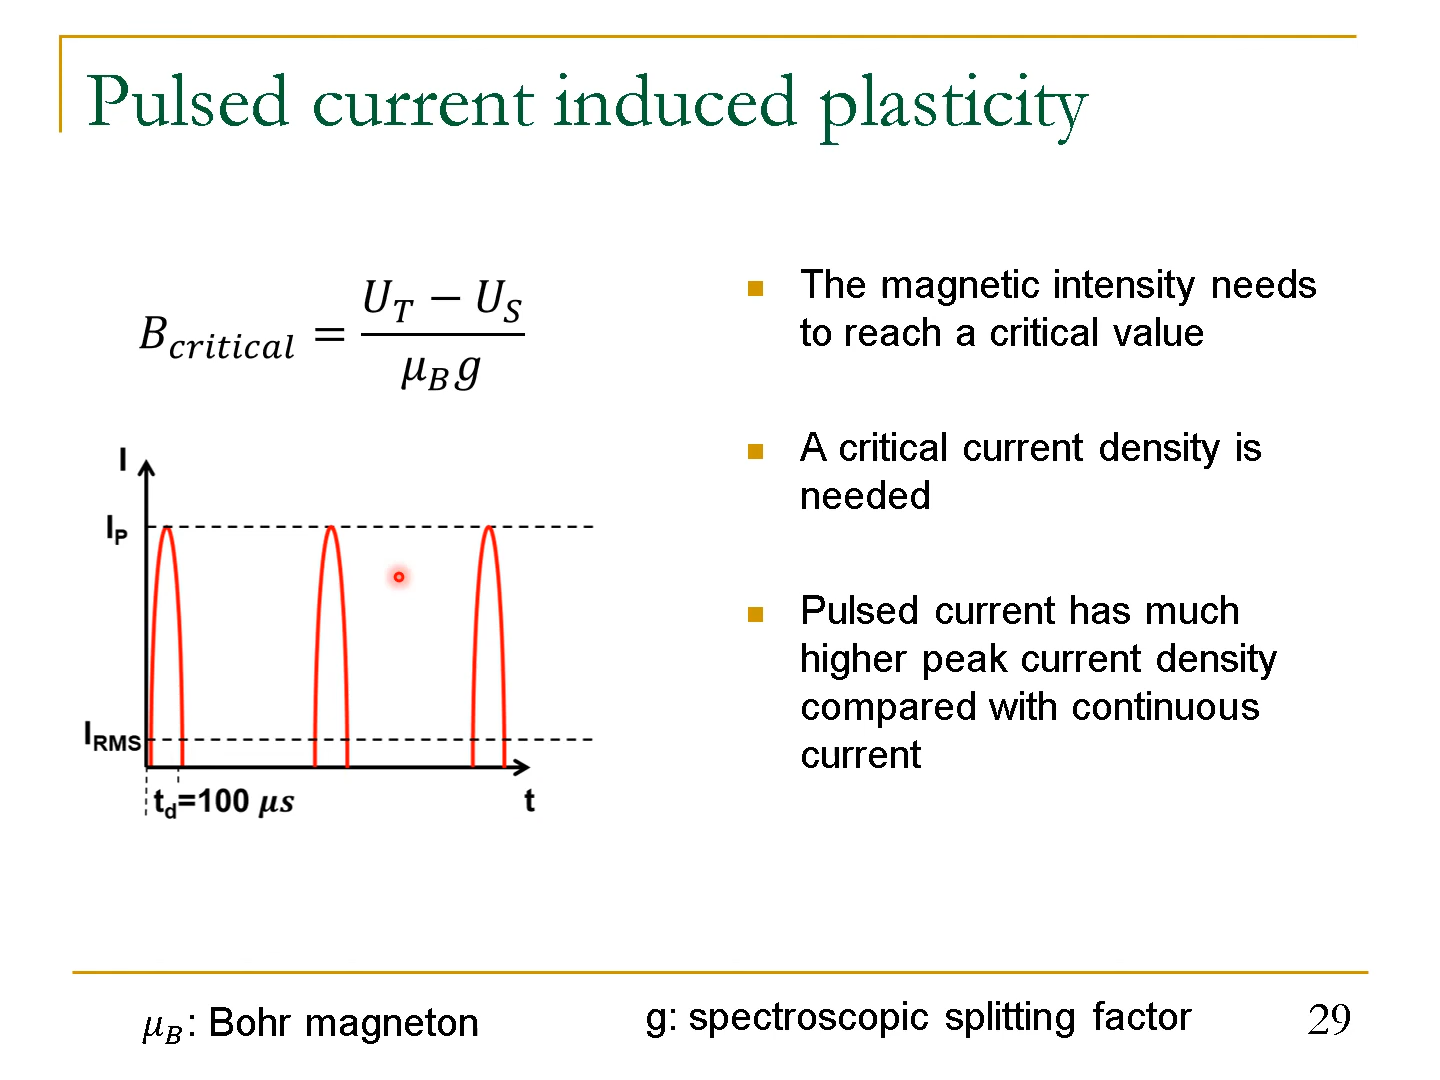 Pulsed current induced plasticity
B_critical = (U_T − U_S) / (μ_B g)
The magnetic intensity needs
to reach a critical value
A critical current density is
needed
Pulsed current has much
higher peak current density
compared with continuous
current
I
I_P
I_RMS
t_d=100 μs
t
μ_B: Bohr magneton
g: spectroscopic splitting factor
29